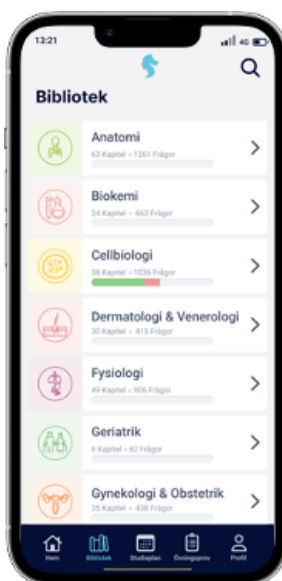 13:21
4G
Bibliotek
Anatomi
63 Kapitel • 1261 Frågor
Biokemi
24 Kapitel • 663 Frågor
Cellbiologi
38 Kapitel • 1036 Frågor
Dermatologi & Venerologi
30 Kapitel • 415 Frågor
Fysiologi
49 Kapitel • 906 Frågor
Geriatrik
6 Kapitel • 82 Frågor
Gynekologi & Obstetrik
35 Kapitel • 438 Frågor
Hem Bibliotek Studieplan Övningsprov Profil